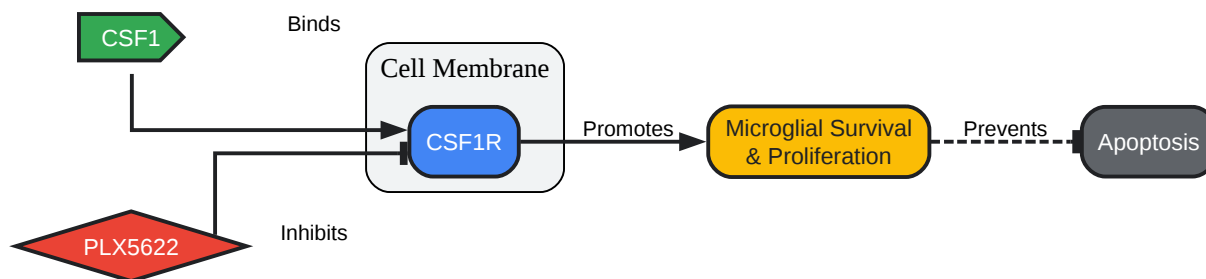 CSF1
Binds
Cell Membrane
CSF1R
Promotes
Microglial Survival
& Proliferation
Prevents
Apoptosis
PLX5622
Inhibits